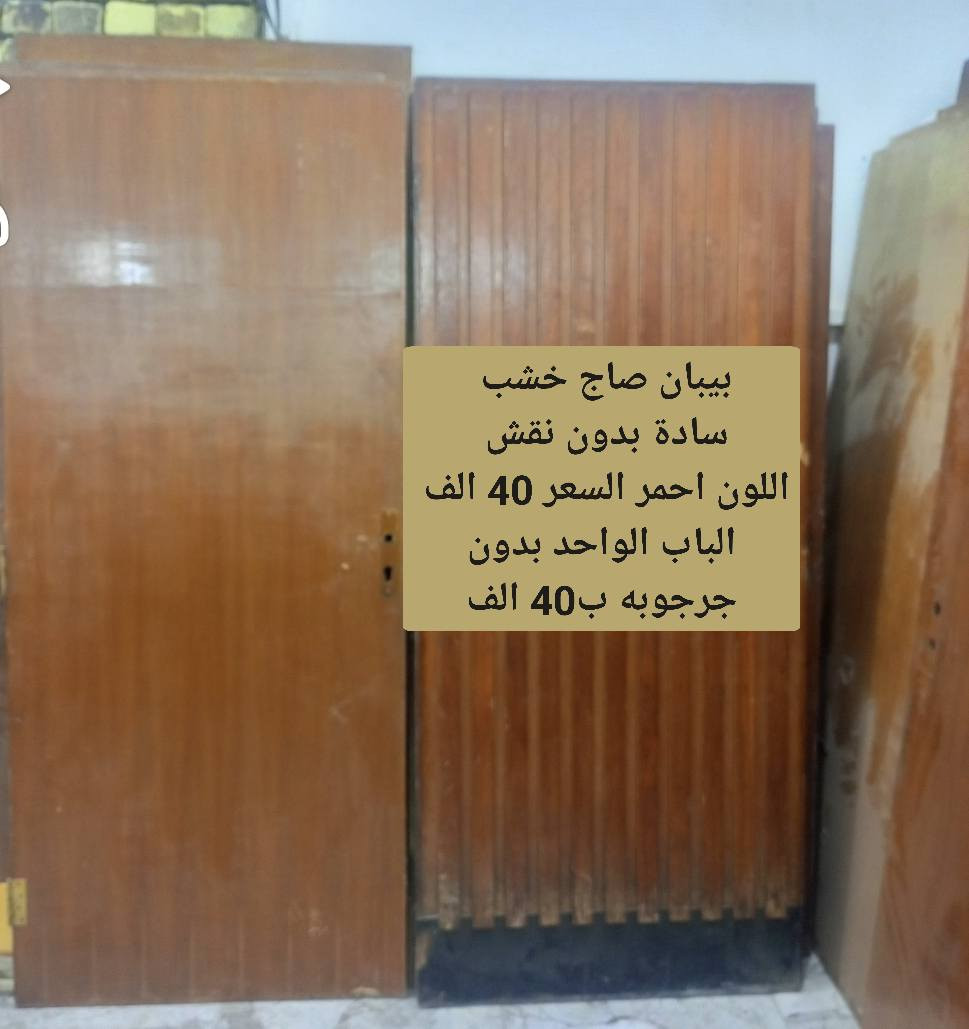 بيبان صاج خشب
سادة بدون نقش
اللون احمر السعر 40 الف
الباب الواحد بدون
جرجوبه ب40 الف